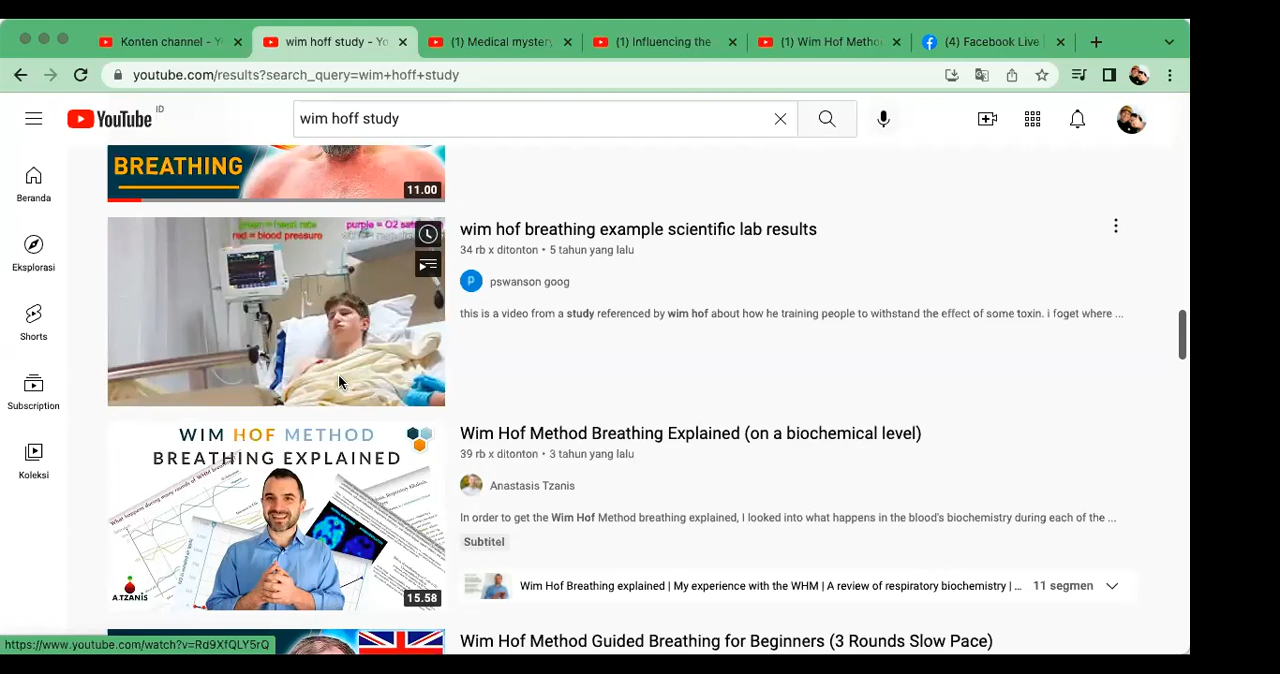 Konten channel - Y
wim hoff study - Yo
(1) Medical mystery
(1) Influencing the
(1) Wim Hof Metho
(4) Facebook Live
youtube.com/results?search_query=wim+hoff+study
YouTube ID
wim hoff study
Beranda
Eksplorasi
Shorts
Subscription
Koleksi
BREATHING
11.00
green = heart rate
red = blood pressure
purple = O2
wim hof breathing example scientific lab results
34 rb x ditonton • 5 tahun yang lalu
P
pswanson goog
this is a video from a study referenced by wim hof about how he training people to withstand the effect of some toxin. i foget where ...
WIM HOF METHOD
BREATHING EXPLAINED
A.TZANIS
15.58
Wim Hof Method Breathing Explained (on a biochemical level)
39 rb x ditonton • 3 tahun yang lalu
Anastasis Tzanis
In order to get the Wim Hof Method breathing explained, I looked into what happens in the blood's biochemistry during each of the ...
Subtitel
Wim Hof Breathing explained | My experience with the WHM | A review of respiratory biochemistry | ...
11 segmen
Wim Hof Method Guided Breathing for Beginners (3 Rounds Slow Pace)
https://www.youtube.com/watch?v=Rd9XfQLY5rQ